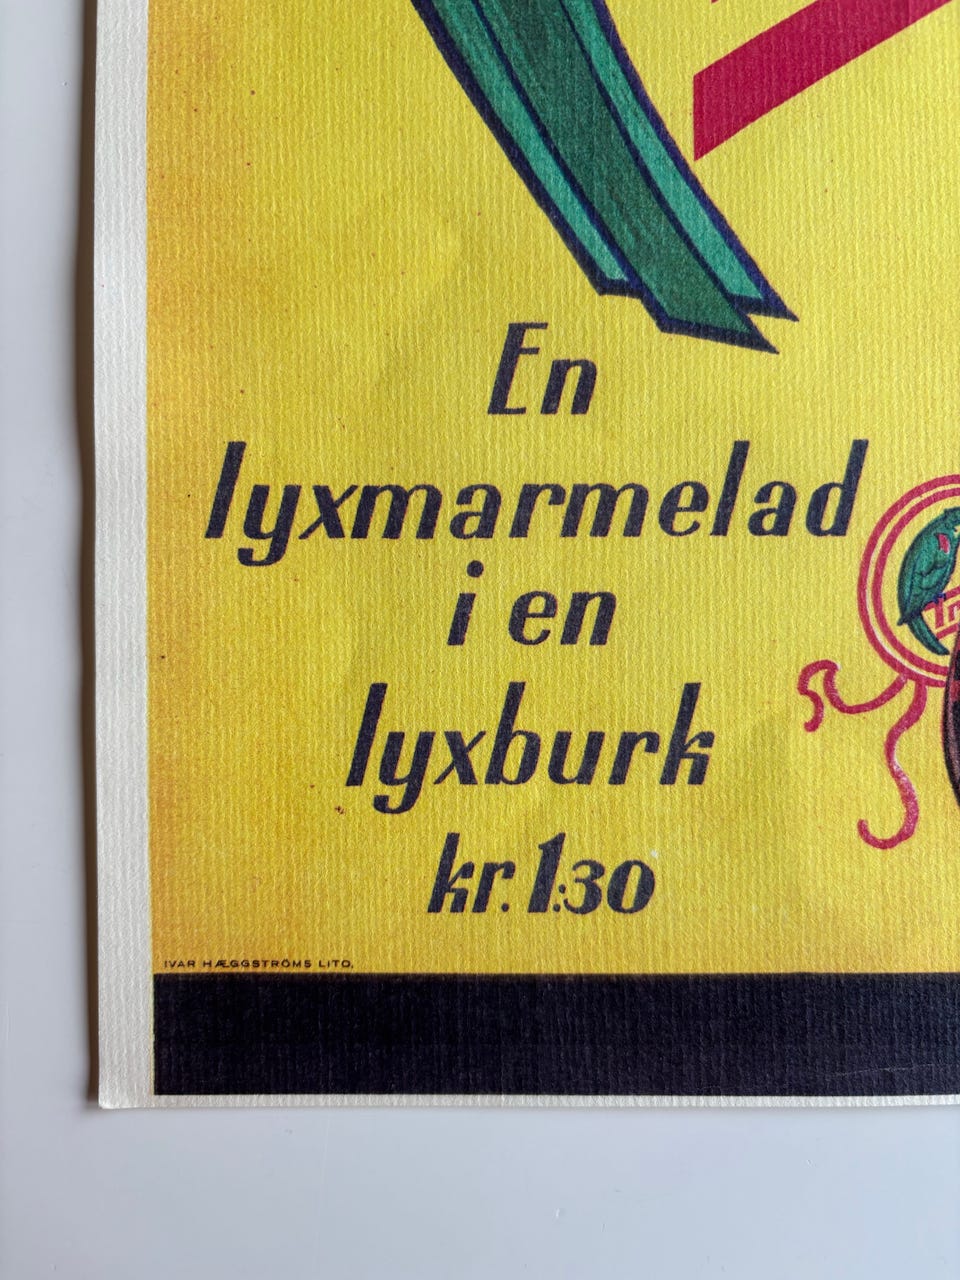 En
lyxmarmelad
i en
lyxburk
kr. 1:30
IVAR HÆGGSTRÖMS LITO.